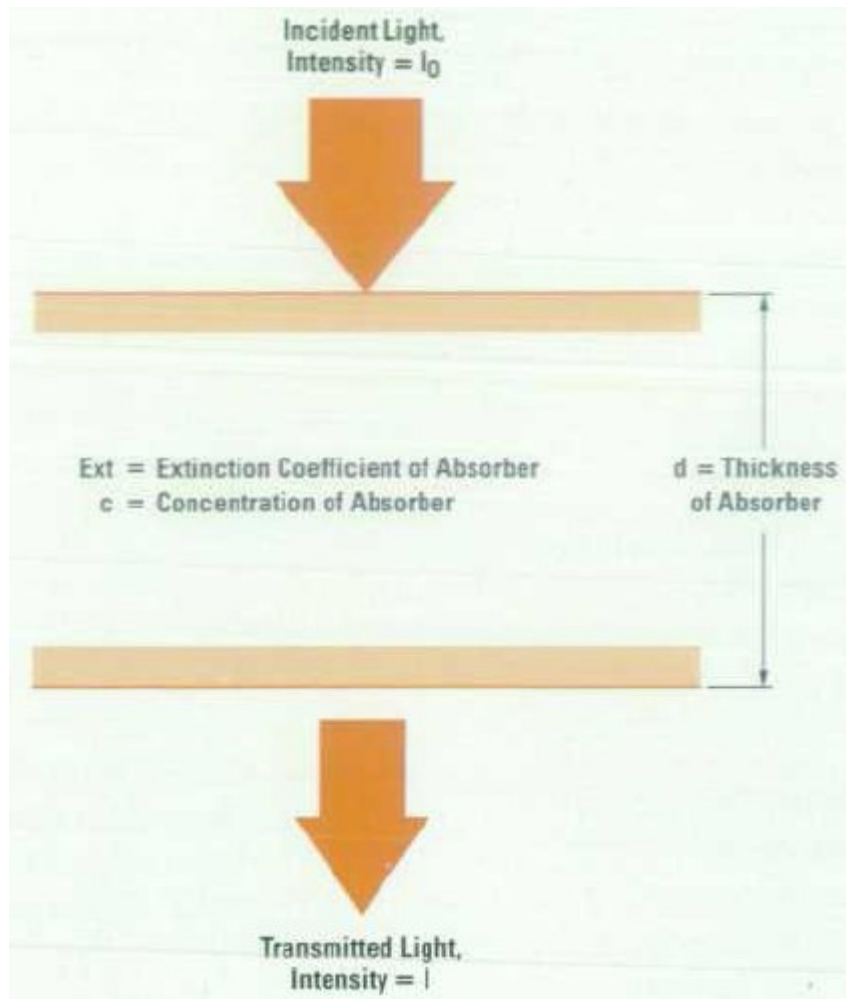 Incident Light,
Intensity = I₀
Ext = Extinction Coefficient of Absorber
c = Concentration of Absorber
d = Thickness
of Absorber
Transmitted Light,
Intensity = I